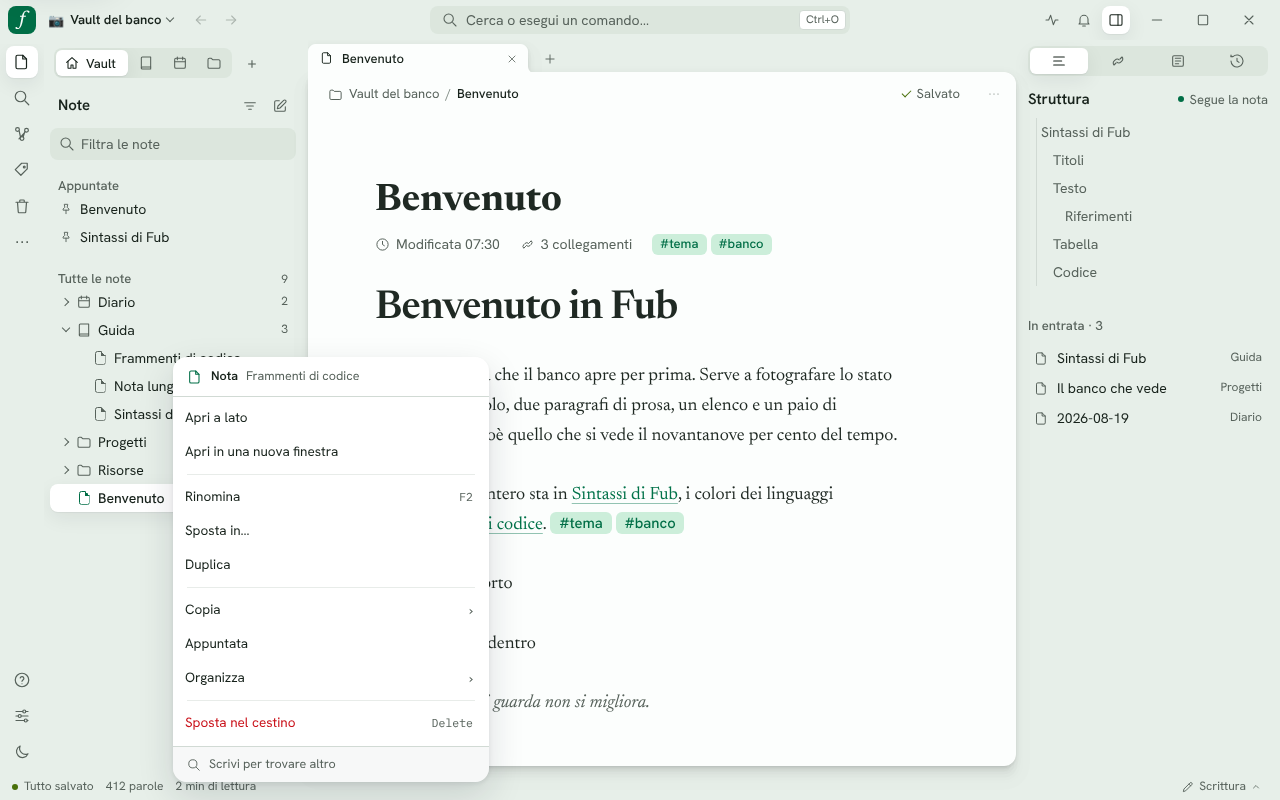 Vault del banco
Cerca o esegui un comando…
Ctrl+O
Vault
Note
Filtra le note
Appuntate
Benvenuto
Sintassi di Fub
Tutte le note 9
Diario 2
Guida 3
Frammenti di codice
Nota lung
Sintassi d
Progetti
Risorse
Benvenuto
Benvenuto
Vault del banco / Benvenuto
Salvato
Benvenuto
Modificata 07:30
3 collegamenti
#tema #banco
Benvenuto in Fub
che il banco apre per prima. Serve a fotografare lo stato
olo, due paragrafi di prosa, un elenco e un paio di
oè quello che si vede il novantanove per cento del tempo.
ntero sta in Sintassi di Fub, i colori dei linguaggi
i codice. #tema #banco
orto
dentro
guarda non si migliora.
Nota Frammenti di codice
Apri a lato
Apri in una nuova finestra
Rinomina F2
Sposta in…
Duplica
Copia
Appuntata
Organizza
Sposta nel cestino Delete
Scrivi per trovare altro
Struttura
Segue la nota
Sintassi di Fub
Titoli
Testo
Riferimenti
Tabella
Codice
In entrata · 3
Sintassi di Fub Guida
Il banco che vede Progetti
2026-08-19 Diario
Tutto salvato
412 parole
2 min di lettura
Scrittura